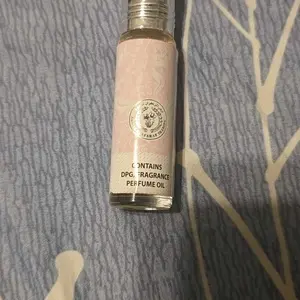 CONTAINS
DPG, FRAGRANCE
PERFUME OIL